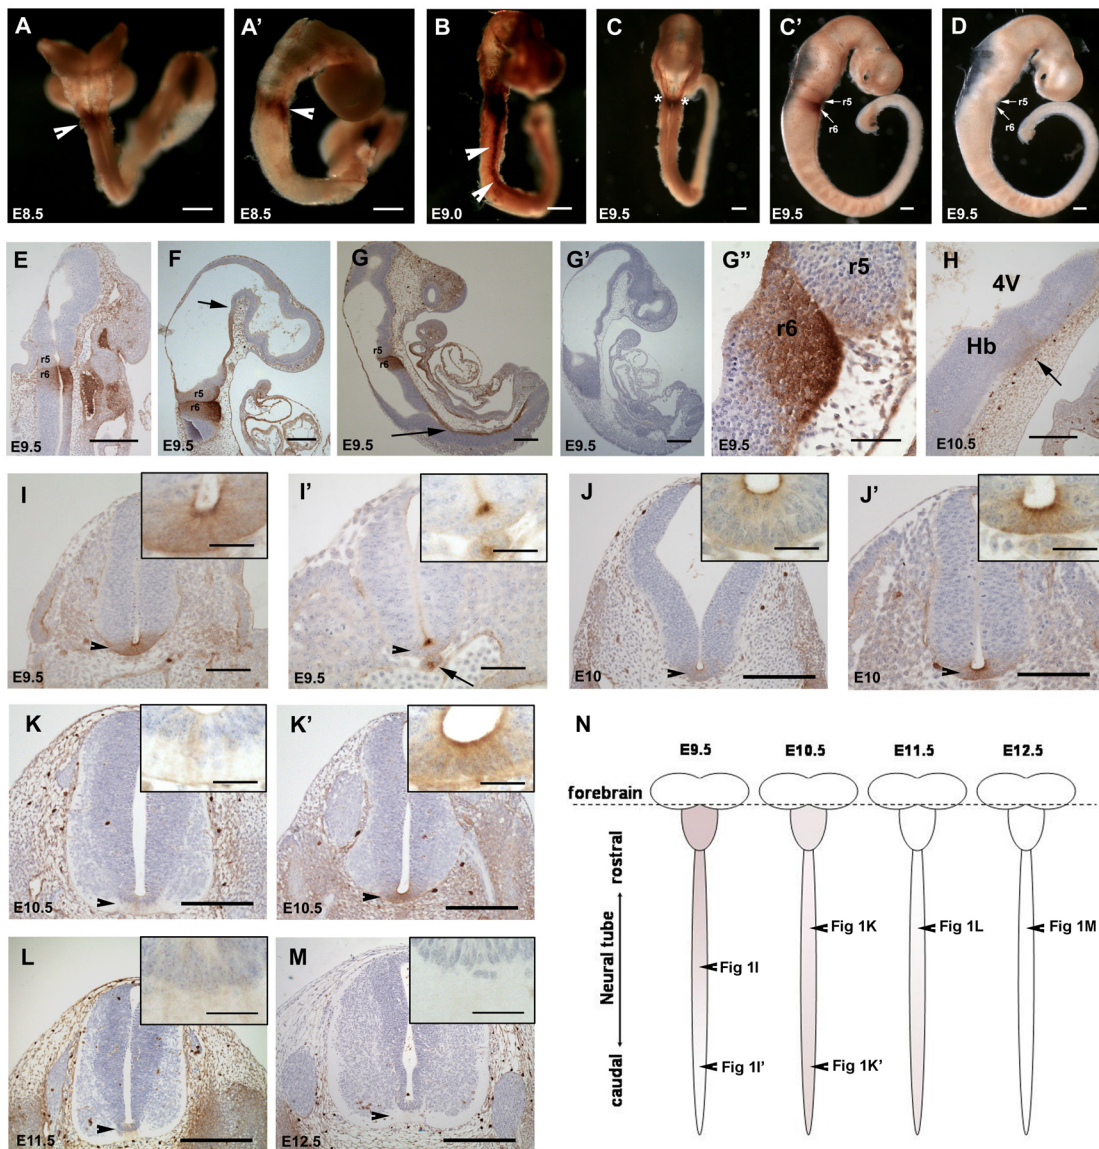 A
E8.5
A'
E8.5
B
E9.0
C
*
*
E9.5
C'
r5
r6
E9.5
D
r5
r6
E9.5
E
r5
r6
E9.5
F
r5
r6
E9.5
G
r5
r6
E9.5
G'
E9.5
G"
r5
r6
E9.5
H
4V
Hb
E10.5
I
E9.5
I'
E9.5
J
E10
J'
E10
K
E10.5
K'
E10.5
L
E11.5
M
E12.5
N
E9.5 E10.5 E11.5 E12.5
forebrain
rostral
Neural tube
caudal
Fig 1I
Fig 1I'
Fig 1K
Fig 1K'
Fig 1L
Fig 1M